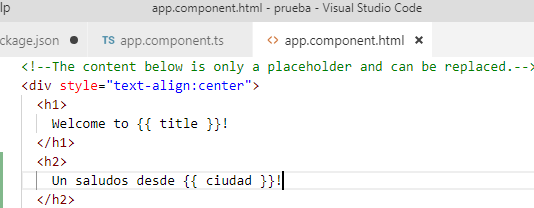 lp
app.component.html - prueba - Visual Studio Code
ckage.json ● TS app.component.ts <> app.component.html ×
<!--The content below is only a placeholder and can be replaced.-->
<div style="text-align:center">
<h1>
Welcome to {{ title }}!
</h1>
<h2>
Un saludos desde {{ ciudad }}!
</h2>